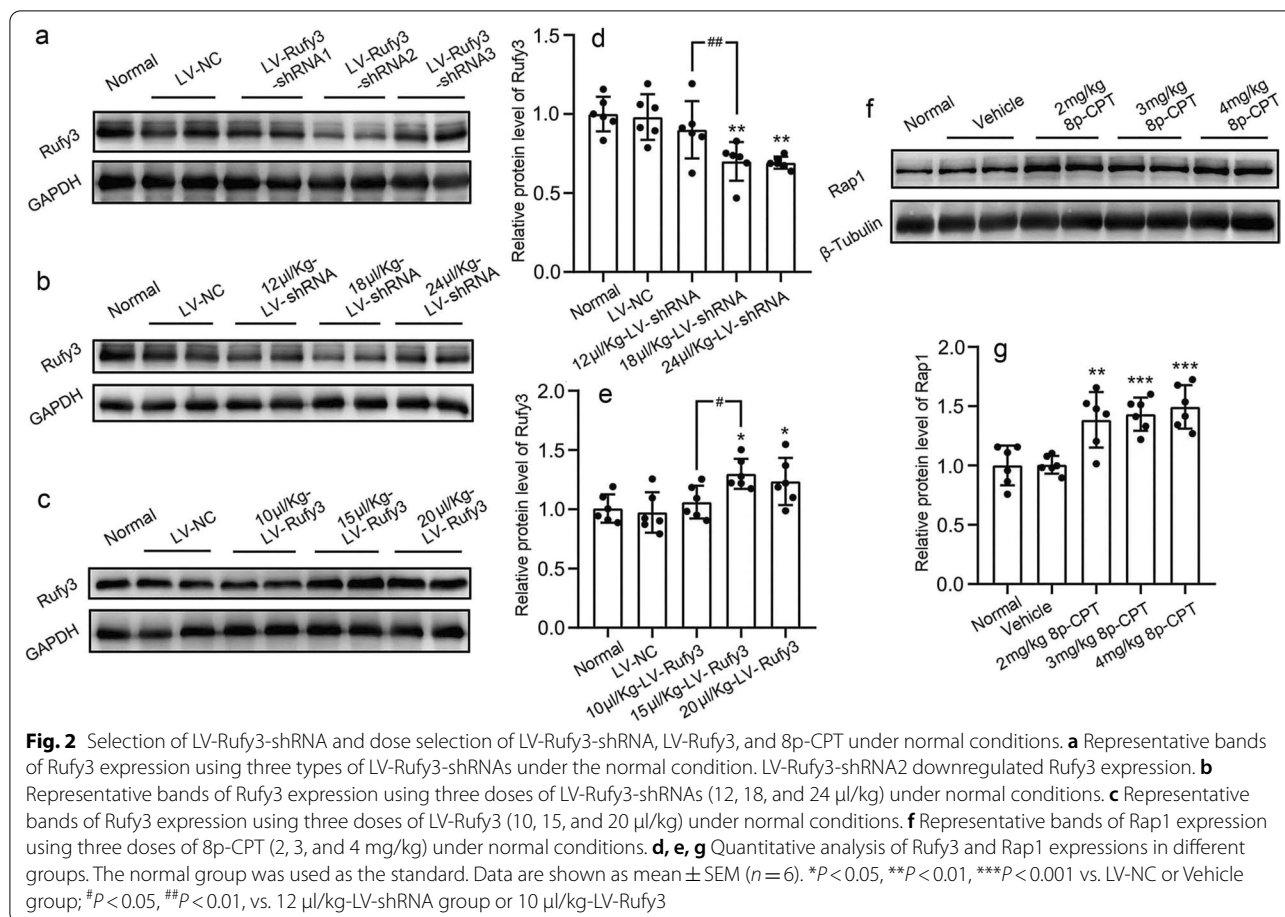 a
Normal
LV-NC
LV-Rufy3
-shRNA1
LV-Rufy3
-shRNA2
LV-Rufy3
-shRNA3
Rufy3
GAPDH
b
Normal
LV-NC
12μl/Kg-
LV-shRNA
18μl/Kg-
LV-shRNA
24μl/Kg-
LV-shRNA
Rufy3
GAPDH
c
Normal
LV-NC
10μl/Kg-
LV-Rufy3
15μl/Kg-
LV-Rufy3
20μl/Kg-
LV-Rufy3
Rufy3
GAPDH
d
Relative protein level of Rufy3
1.5
1.0
0.5
0.0
##
**
**
Normal
LV-NC
12μl/Kg-LV-shRNA
18μl/Kg-LV-shRNA
24μl/Kg-LV-shRNA
e
Relative protein level of Rufy3
2.0
1.5
1.0
0.5
0.0
#
*
*
Normal
LV-NC
10μl/Kg-LV-Rufy3
15μl/Kg-LV-Rufy3
20μl/Kg-LV-Rufy3
f
Normal
Vehicle
2mg/kg
8p-CPT
3mg/kg
8p-CPT
4mg/kg
8p-CPT
Rap1
β-Tubulin
g
Relative protein level of Rap1
2.0
1.5
1.0
0.5
0.0
**
***
***
Normal
Vehicle
2mg/kg 8p-CPT
3mg/kg 8p-CPT
4mg/kg 8p-CPT
Fig. 2 Selection of LV-Rufy3-shRNA and dose selection of LV-Rufy3-shRNA, LV-Rufy3, and 8p-CPT under normal conditions. a Representative bands
of Rufy3 expression using three types of LV-Rufy3-shRNAs under the normal condition. LV-Rufy3-shRNA2 downregulated Rufy3 expression. b
Representative bands of Rufy3 expression using three doses of LV-Rufy3-shRNAs (12, 18, and 24 μl/kg) under normal conditions. c Representative
bands of Rufy3 expression using three doses of LV-Rufy3 (10, 15, and 20 μl/kg) under normal conditions. f Representative bands of Rap1 expression
using three doses of 8p-CPT (2, 3, and 4 mg/kg) under normal conditions. d, e, g Quantitative analysis of Rufy3 and Rap1 expressions in different
groups. The normal group was used as the standard. Data are shown as mean ± SEM (n = 6). *P < 0.05, **P < 0.01, ***P < 0.001 vs. LV-NC or Vehicle
group; #P < 0.05, ##P < 0.01, vs. 12 μl/kg-LV-shRNA group or 10 μl/kg-LV-Rufy3